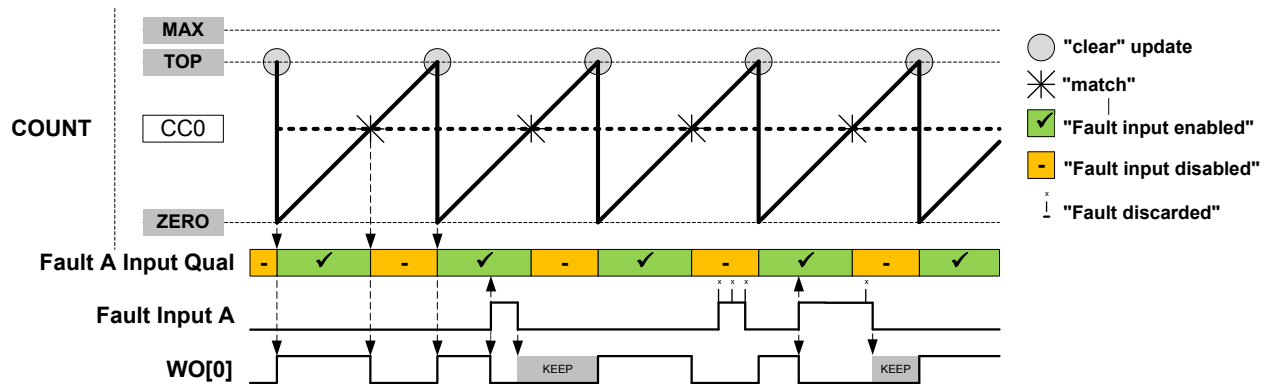 MAX
"clear" update
TOP
"match"
COUNT
CC0
"Fault input enabled"
✓
- "Fault input disabled"
x
"Fault discarded"
ZERO
Fault A Input Qual
- ✓ - ✓ - ✓ - ✓ - ✓
x x x x
Fault Input A
WO[0]
KEEP KEEP